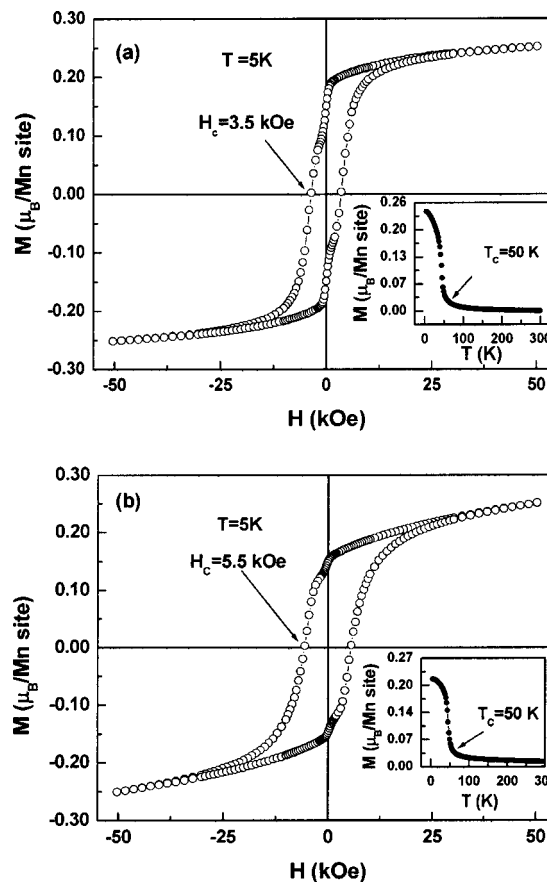 (a)
T =5K
H_c=3.5 kOe
M (μ_B/Mn site)
0.30
0.20
0.10
0.00
-0.10
-0.20
-0.30
-50 -25 0 25 50
H (kOe)
M (μ_B/Mn site)
0.26
0.20
0.13
0.07
0.00
T_C=50 K
0 100 200 300
T (K)
(b)
T=5K
H_C=5.5 kOe
M (μ_B/Mn site)
0.30
0.20
0.10
0.00
-0.10
-0.20
-0.30
-50 -25 0 25 50
H (kOe)
M (μ_B/Mn site)
0.27
0.20
0.14
0.07
0.00
T_C=50 K
0 100 200 30
T (K)